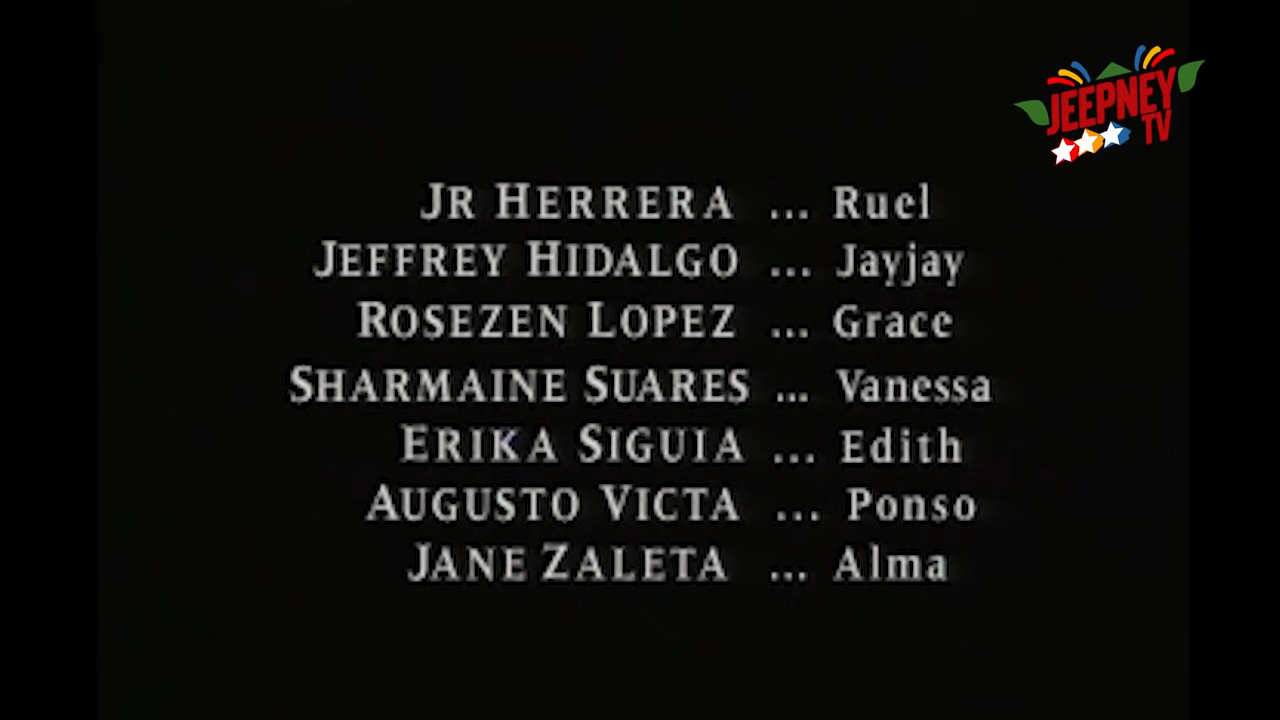 JEEPNEY
TV
JR HERRERA ... Ruel
JEFFREY HIDALGO ... Jayjay
ROSEZEN LOPEZ ... Grace
SHARMAINE SUARES ... Vanessa
ERIKA SIGUIA ... Edith
AUGUSTO VICTA ... Ponso
JANE ZALETA ... Alma